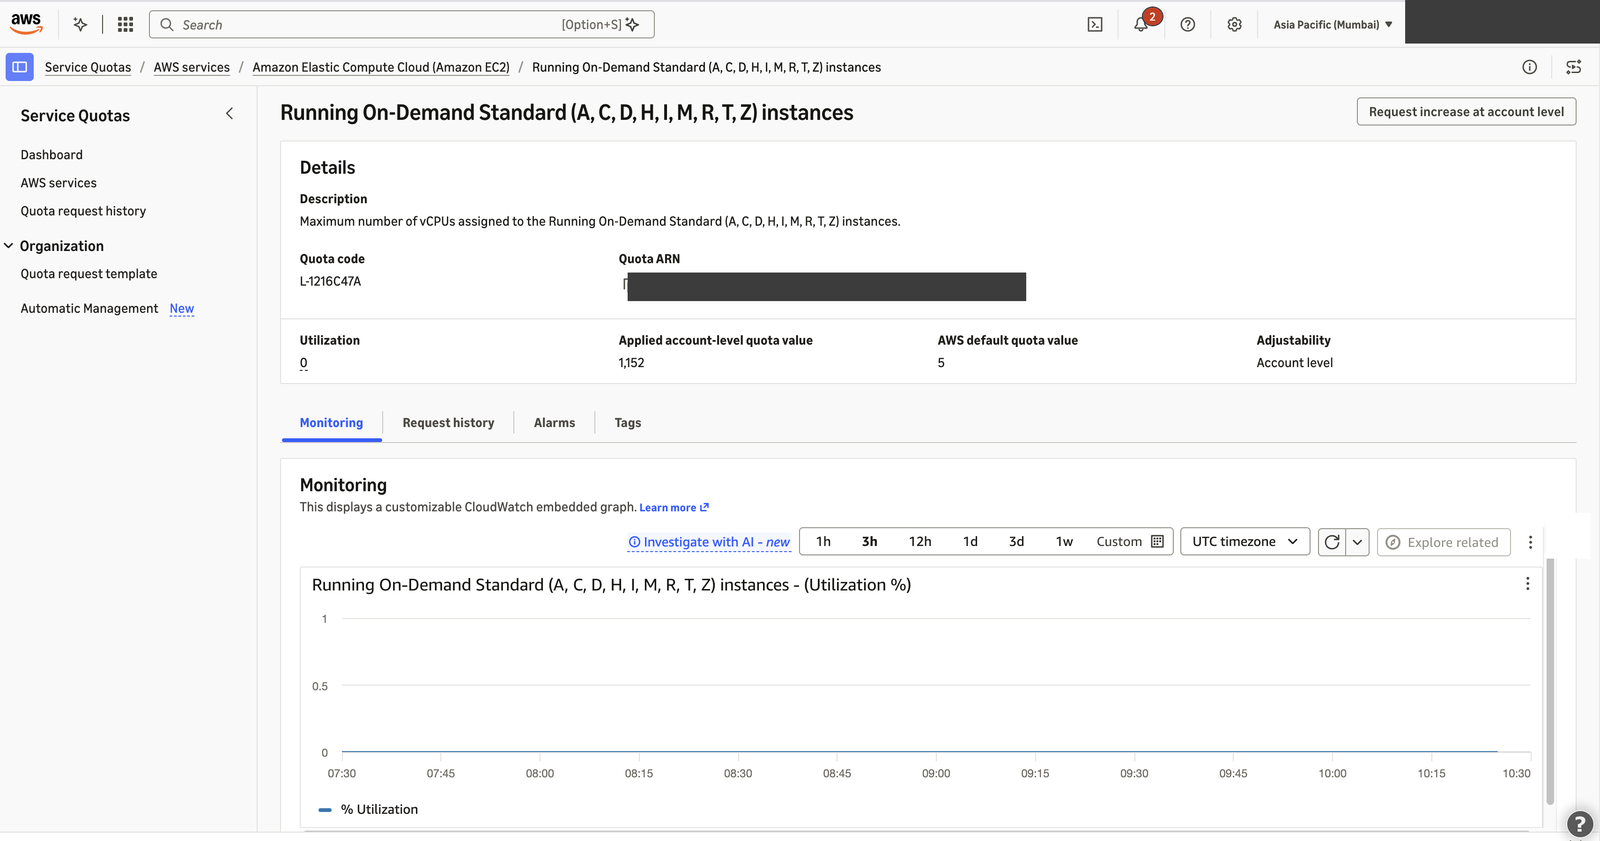 aws
Search [Option+S]
2
Asia Pacific (Mumbai)
Service Quotas / AWS services / Amazon Elastic Compute Cloud (Amazon EC2) / Running On-Demand Standard (A, C, D, H, I, M, R, T, Z) instances
Service Quotas
Dashboard
AWS services
Quota request history
Organization
Quota request template
Automatic Management New
Running On-Demand Standard (A, C, D, H, I, M, R, T, Z) instances
Request increase at account level
Details
Description
Maximum number of vCPUs assigned to the Running On-Demand Standard (A, C, D, H, I, M, R, T, Z) instances.
Quota code
L-1216C47A
Quota ARN
Utilization
0
Applied account-level quota value
1,152
AWS default quota value
5
Adjustability
Account level
Monitoring
Request history
Alarms
Tags
Monitoring
This displays a customizable CloudWatch embedded graph. Learn more
Investigate with AI - new
1h 3h 12h 1d 3d 1w Custom
UTC timezone
Explore related
Running On-Demand Standard (A, C, D, H, I, M, R, T, Z) instances - (Utilization %)
1
0.5
0
07:30 07:45 08:00 08:15 08:30 08:45 09:00 09:15 09:30 09:45 10:00 10:15 10:30
% Utilization
?